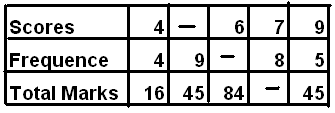 Scores 4 — 6 7 9
Frequence 4 9 – 8 5
Total Marks 16 45 84 – 45